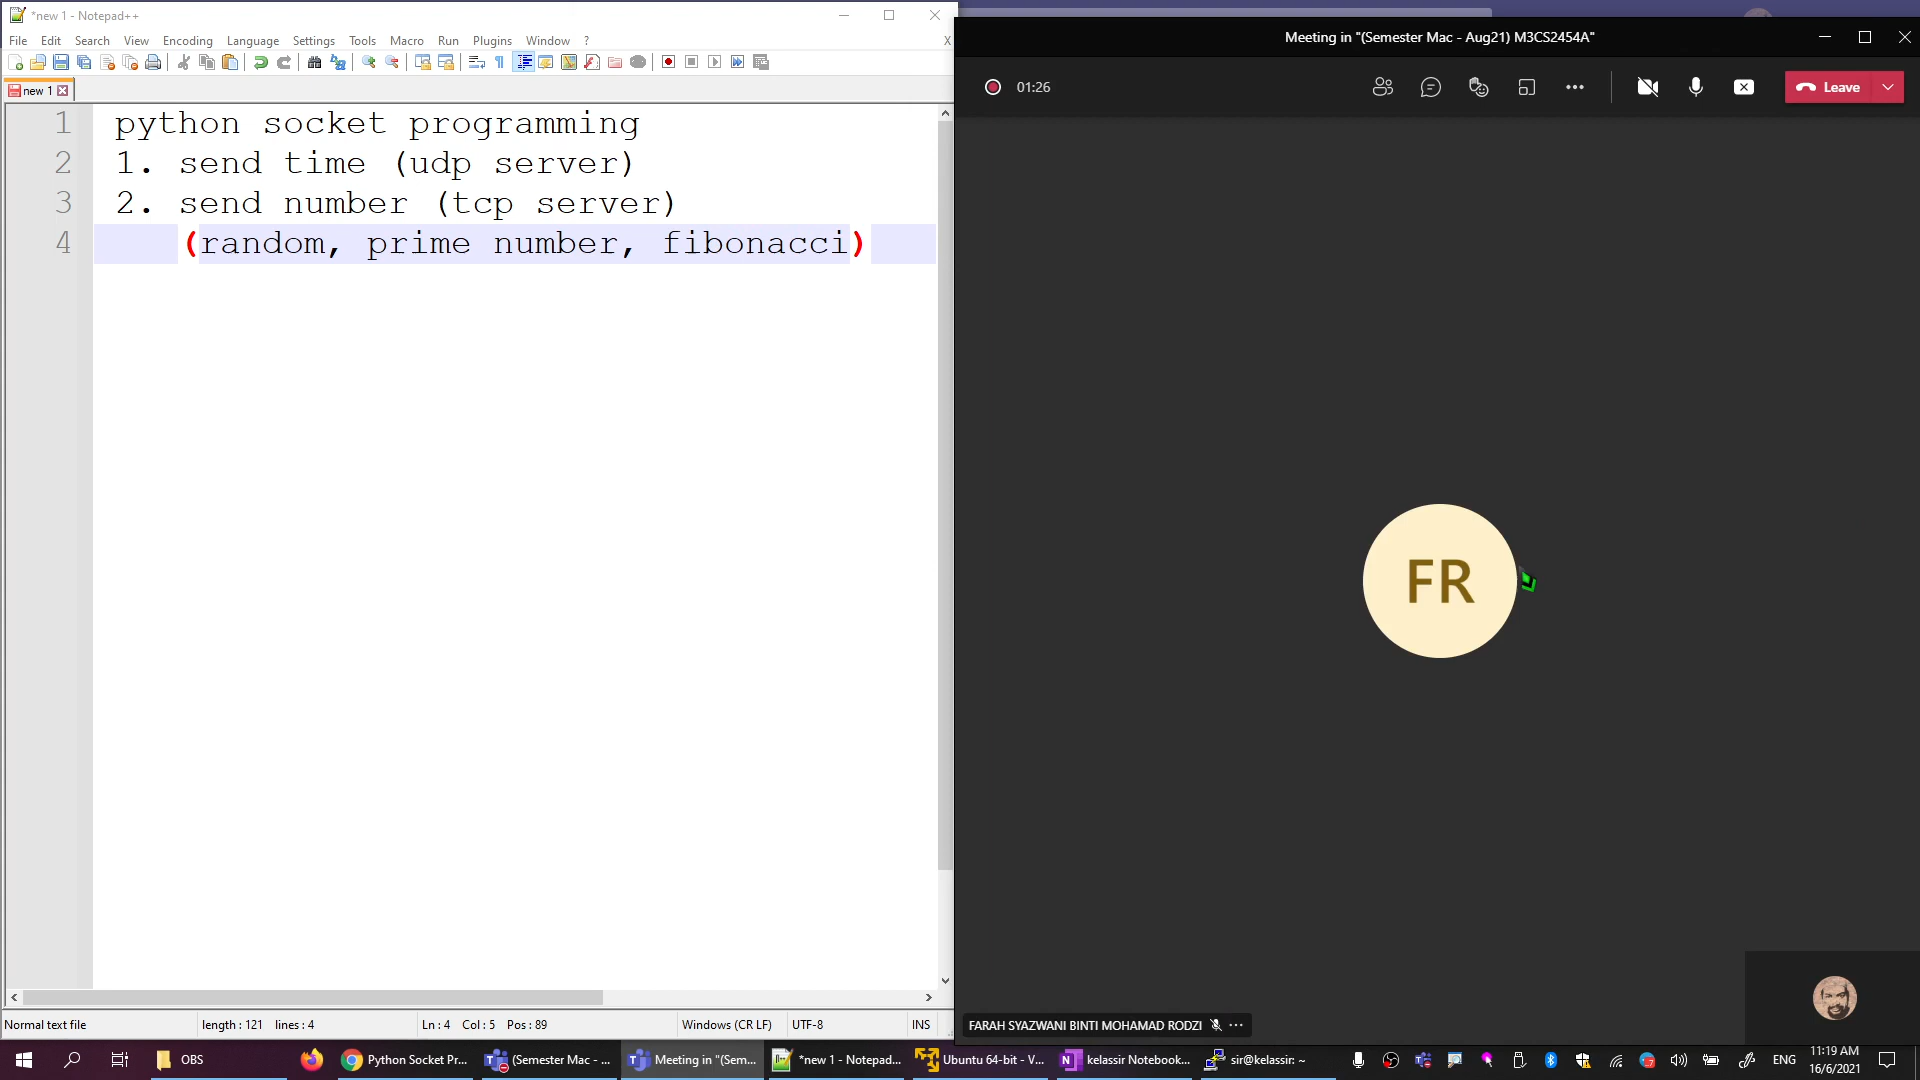 *new 1 - Notepad++
File Edit Search View Encoding Language Settings Tools Macro Run Plugins Window ? X
new 1
1 python socket programming
2 1. send time (udp server)
3 2. send number (tcp server)
4 (random, prime number, fibonacci)
Normal text file length : 121 lines : 4 Ln : 4 Col : 5 Pos : 89 Windows (CR LF) UTF-8 INS
Meeting in "(Semester Mac - Aug21) M3CS2454A"
01:26 Leave
FR
FARAH SYAZWANI BINTI MOHAMAD RODZI
OBS Python Socket Pr... (Semester Mac - ... Meeting in "(Sem... *new 1 - Notepad... Ubuntu 64-bit - V... kelassir Notebook... sir@kelassir: ~ ENG
11:19 AM
16/6/2021